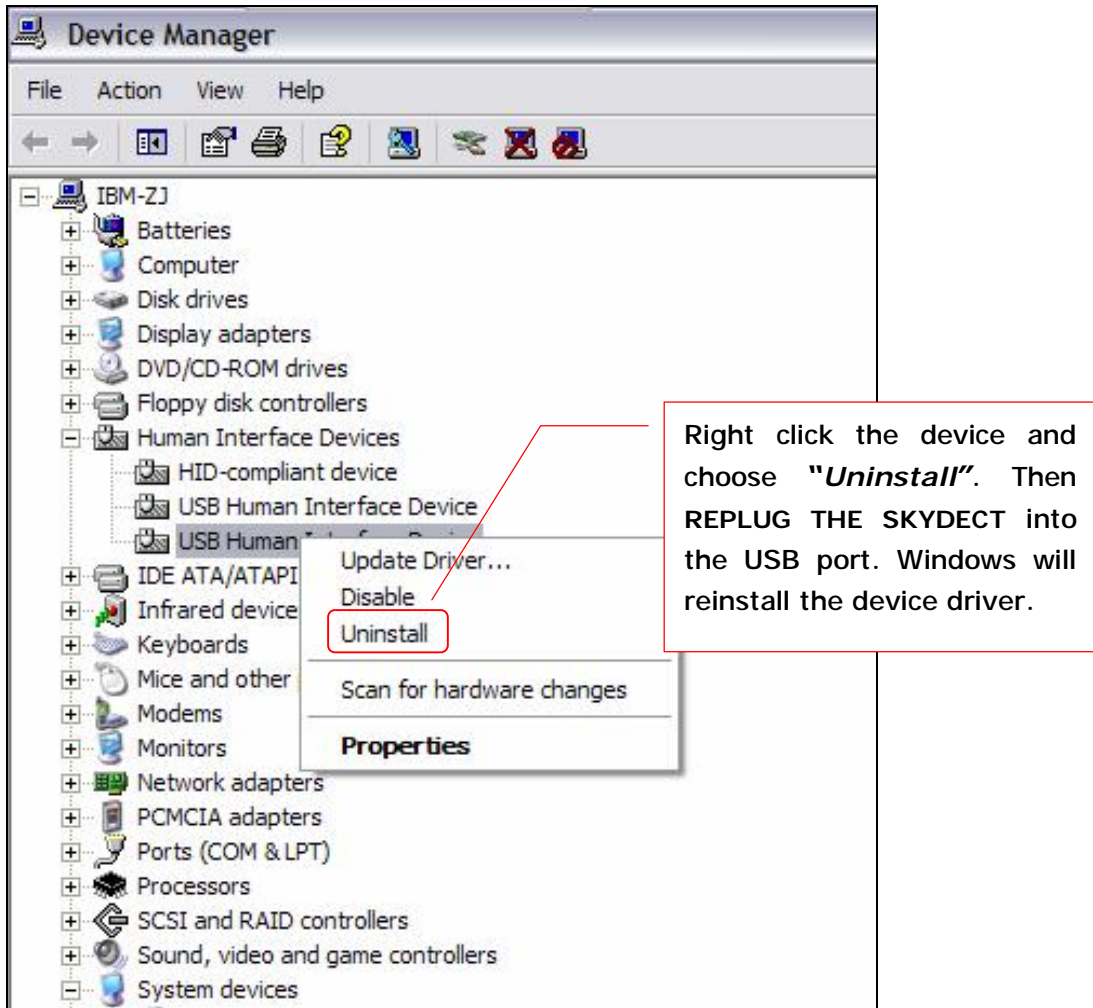 Device Manager
File Action View Help
IBM-ZJ
Batteries
Computer
Disk drives
Display adapters
DVD/CD-ROM drives
Floppy disk controllers
Human Interface Devices
HID-compliant device
USB Human Interface Device
USB Human
IDE ATA/ATAPI
Infrared device
Keyboards
Mice and other
Modems
Monitors
Network adapters
PCMCIA adapters
Ports (COM & LPT)
Processors
SCSI and RAID controllers
Sound, video and game controllers
System devices
Update Driver...
Disable
Uninstall
Scan for hardware changes
Properties
Right click the device and
choose "Uninstall". Then
REPLUG THE SKYDECT into
the USB port. Windows will
reinstall the device driver.